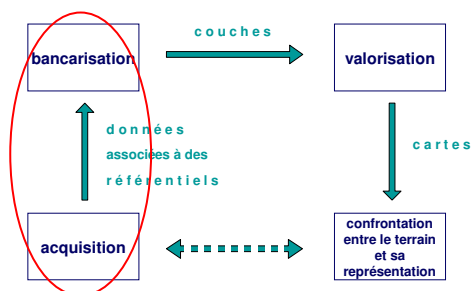 couches
bancarisation
valorisation
données
associées à des
référentiels
cartes
acquisition
confrontation
entre le terrain
et sa
représentation